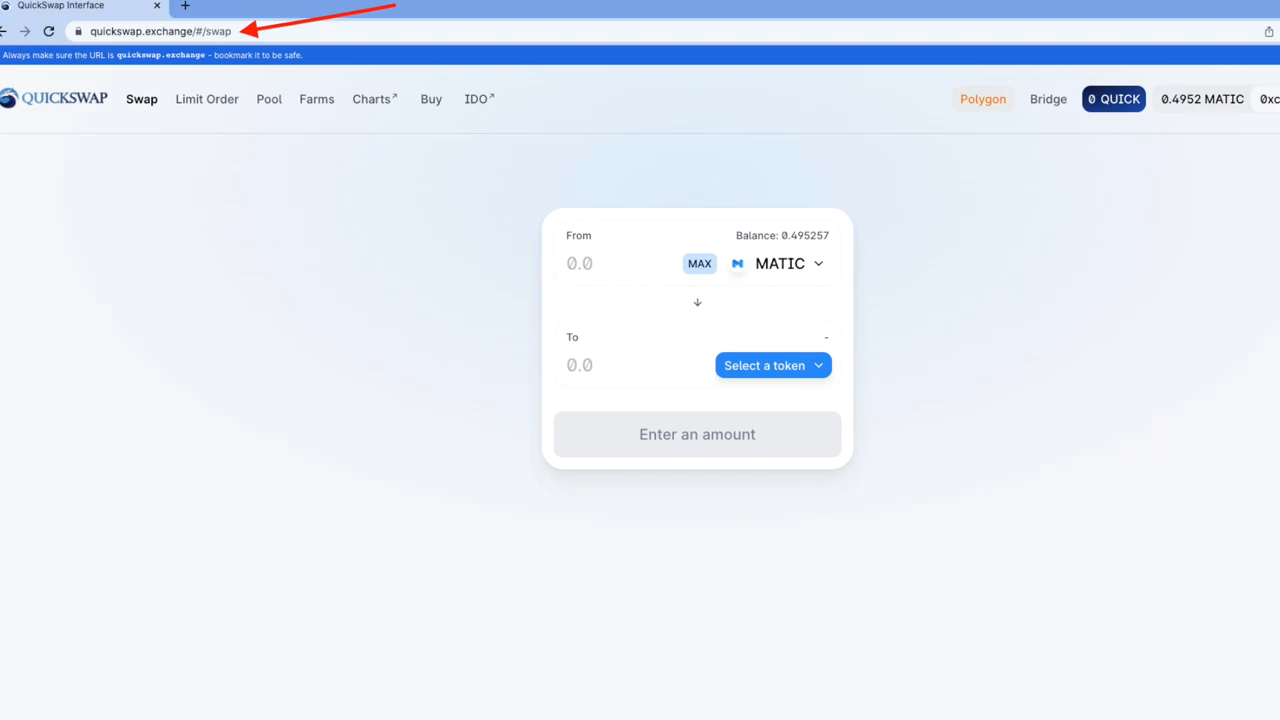 QuickSwap Interface
quickswap.exchange/#/swap
Always make sure the URL is quickswap.exchange - bookmark it to be safe.
QUICKSWAP Swap Limit Order Pool Farms Charts↗ Buy IDO↗ Polygon Bridge 0 QUICK 0.4952 MATIC 0xc
From Balance: 0.495257
0.0 MAX MATIC
To -
0.0 Select a token
Enter an amount